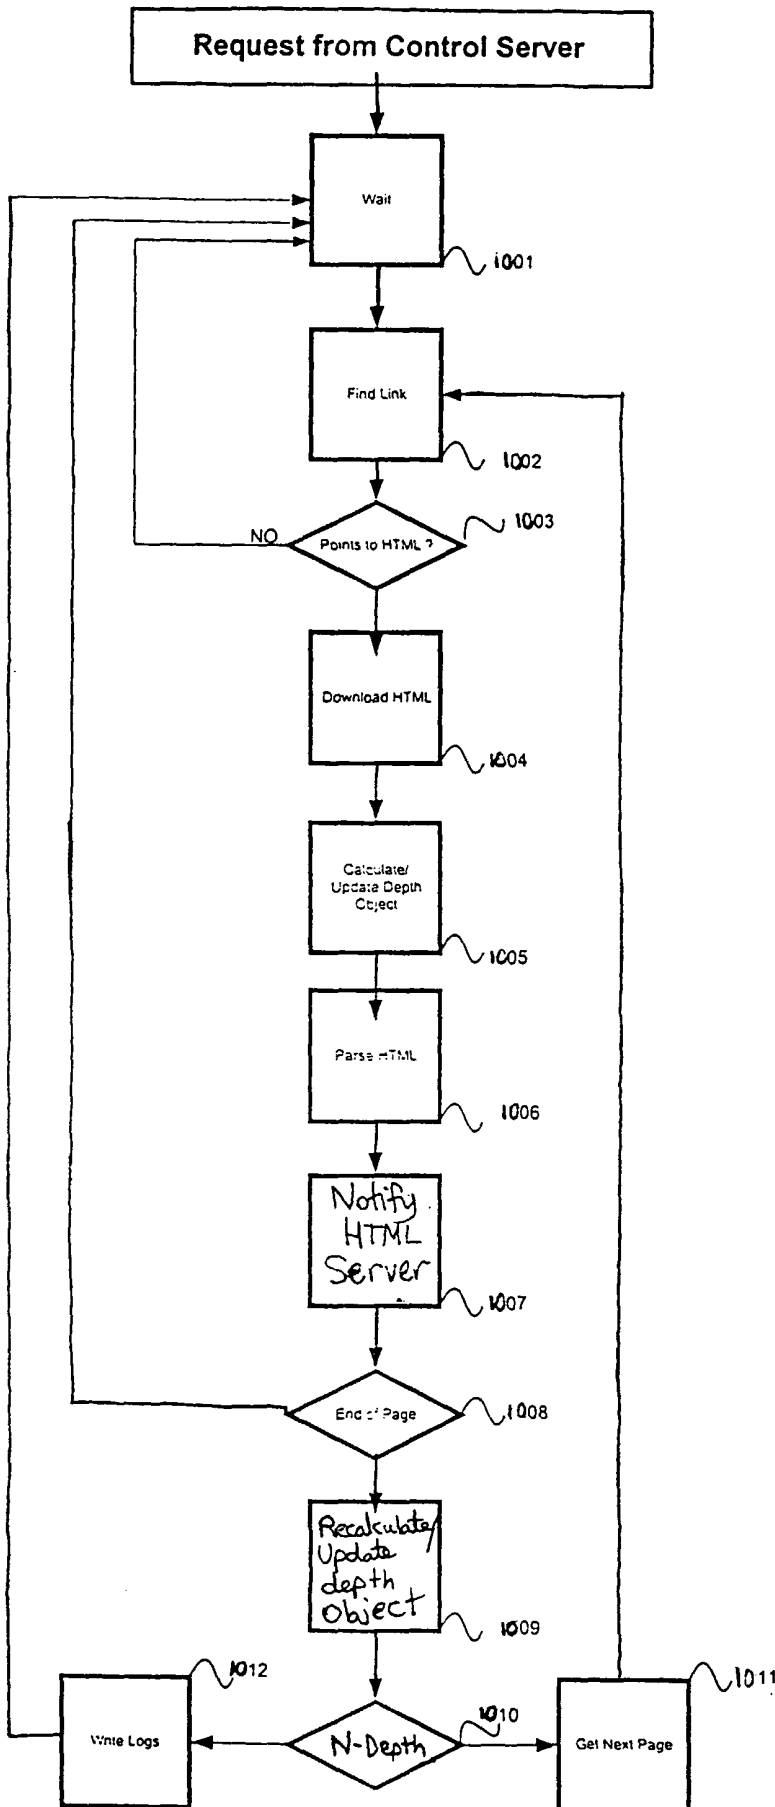 Request from Control Server
Wait
1001
Find Link
1002
NO
Points to HTML ?
1003
Download HTML
1004
Calculate/
Update Depth
Object
1005
Parse HTML
1006
Notify
HTML
Server
1007
End of Page
1008
Recalculate/
Update
depth
Object
1009
1012
1010
1011
Write Logs
N-Depth
Get Next Page